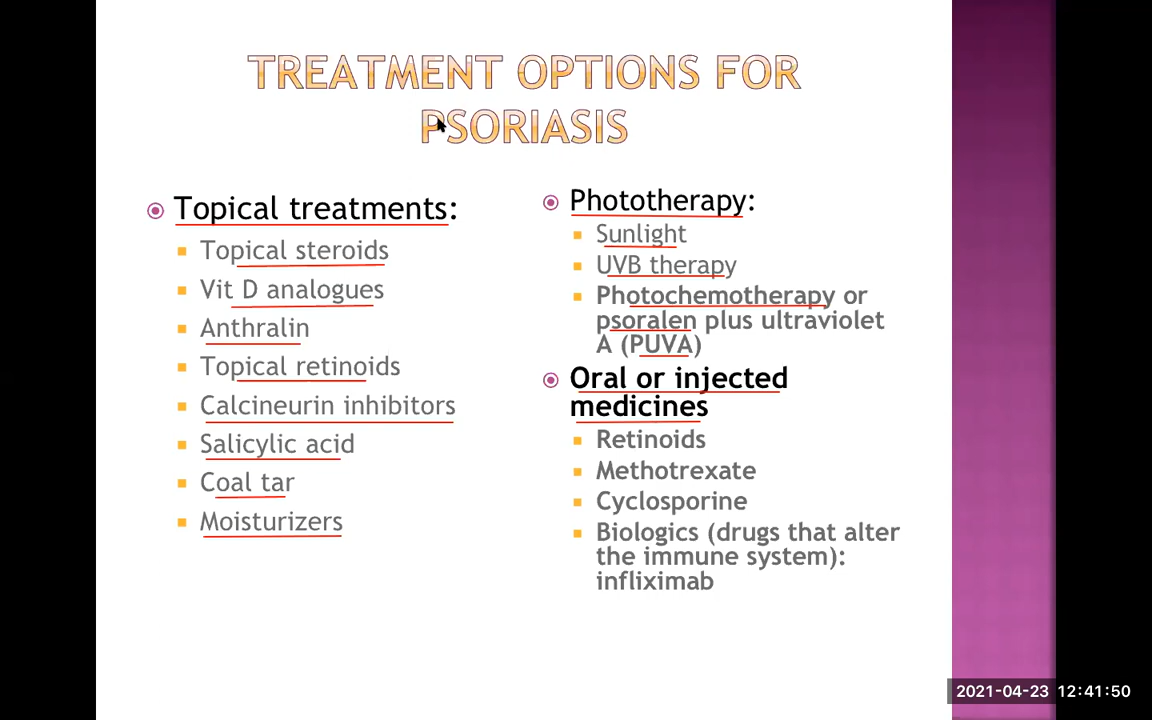 TREATMENT OPTIONS FOR
PSORIASIS
Topical treatments:
Topical steroids
Vit D analogues
Anthralin
Topical retinoids
Calcineurin inhibitors
Salicylic acid
Coal tar
Moisturizers
Phototherapy:
Sunlight
UVB therapy
Photochemotherapy or
psoralen plus ultraviolet
A (PUVA)
Oral or injected
medicines
Retinoids
Methotrexate
Cyclosporine
Biologics (drugs that alter
the immune system):
infliximab
2021-04-23 12:41:50